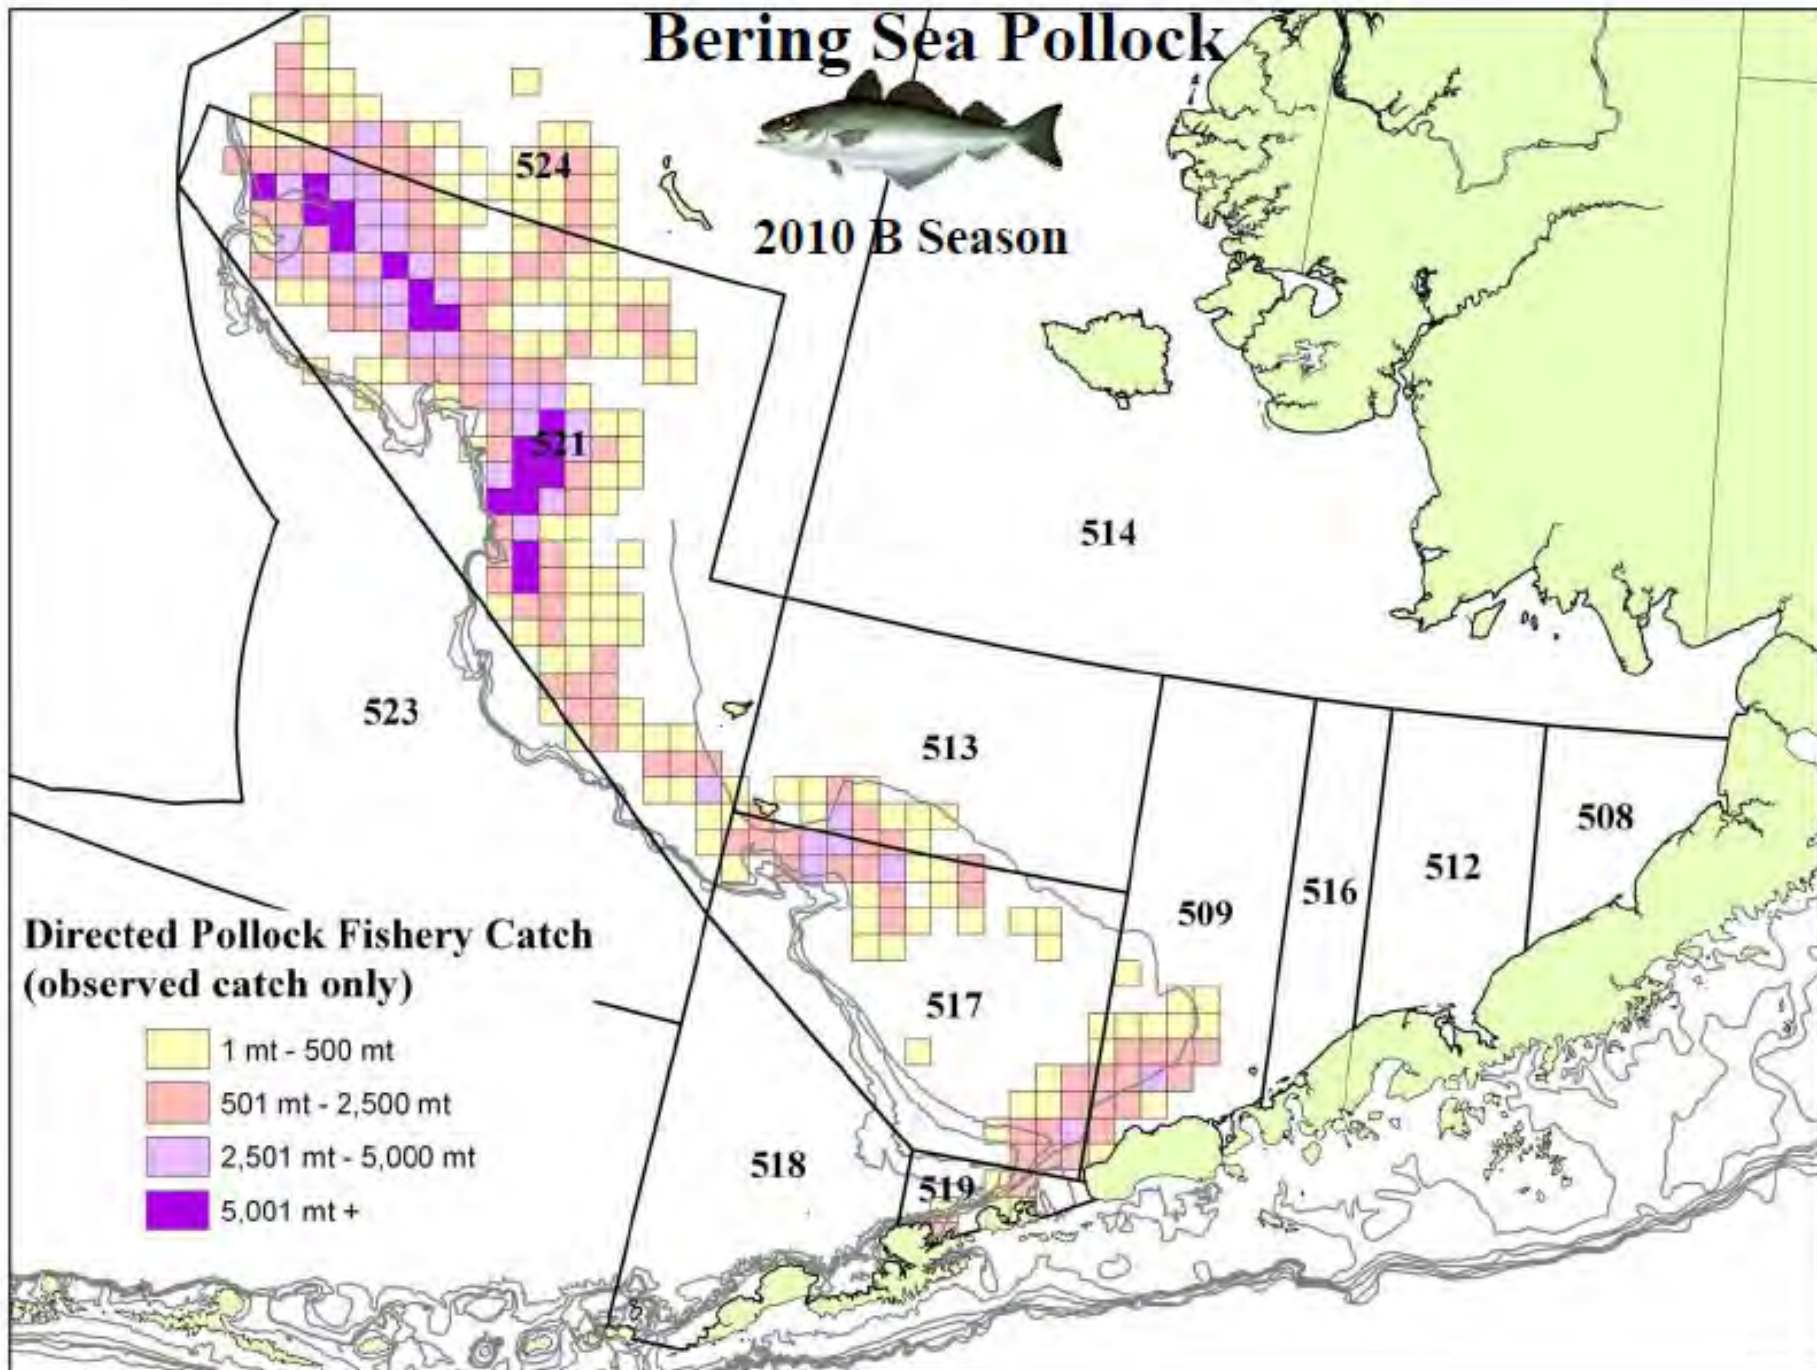 Bering Sea Pollock
2010 B Season
524
521
514
523
513
508
512
516
509
517
518
519
Directed Pollock Fishery Catch
(observed catch only)
1 mt - 500 mt
501 mt - 2,500 mt
2,501 mt - 5,000 mt
5,001 mt +